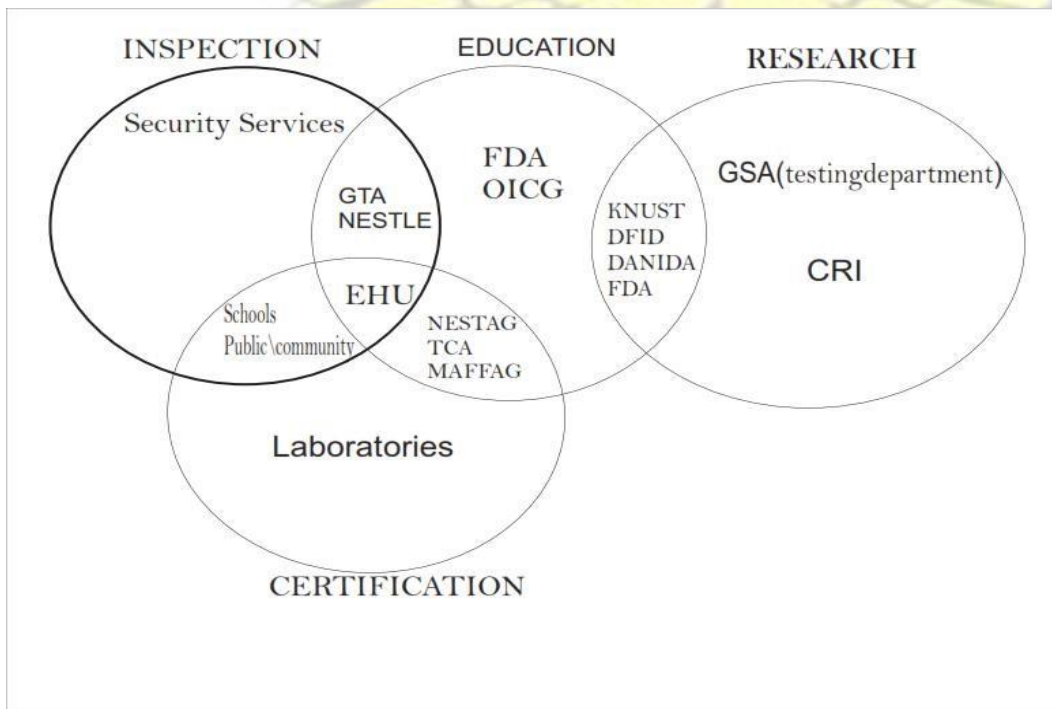 INSPECTION
EDUCATION
RESEARCH
Security Services
FDA
OICG
GSA(testingdepartment)
GTA
NESTLE
KNUST
DFID
DANIDA
FDA
CRI
EHU
Schools
Public\community
NESTAG
TCA
MAFFAG
Laboratories
CERTIFICATION